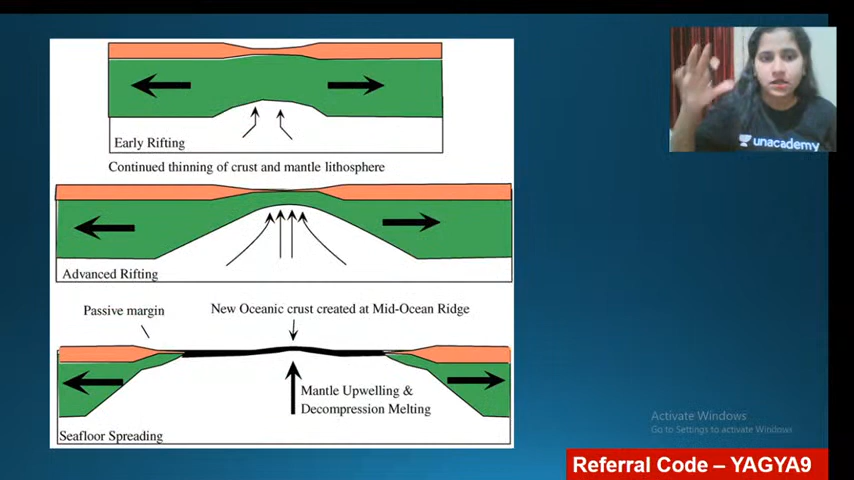 Early Rifting
Continued thinning of crust and mantle lithosphere
Advanced Rifting
Passive margin
New Oceanic crust created at Mid-Ocean Ridge
Mantle Upwelling &
Decompression Melting
Seafloor Spreading
unacademy
Activate Windows
Go to Settings to activate Windows.
Referral Code – YAGYA9